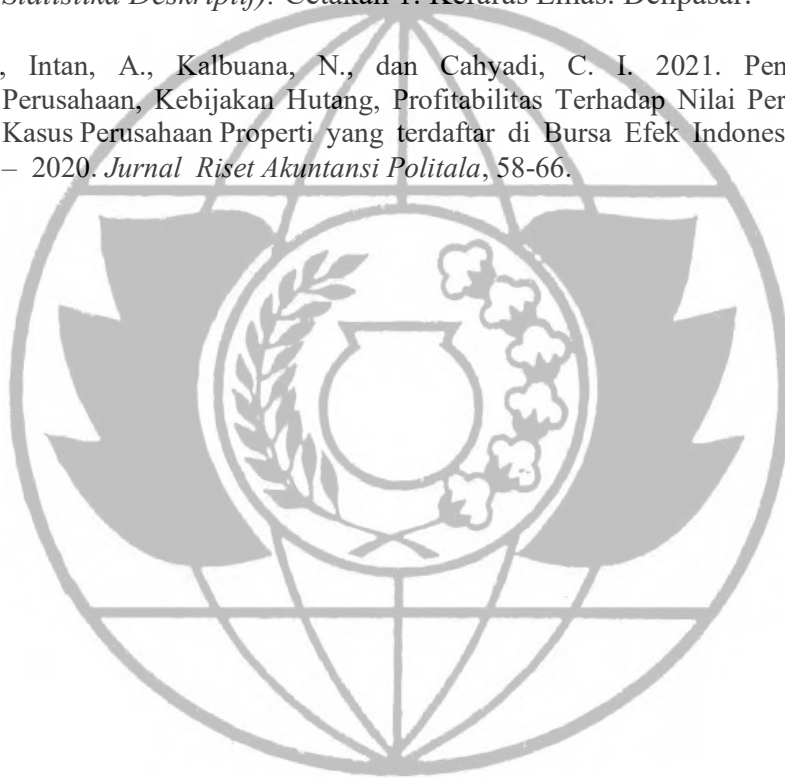 Statistika Deskriptif). Cetakan 1. Keraras Emas. Denpasar.
, Intan, A., Kalbuana, N., dan Cahyadi, C. I. 2021. Pen
Perusahaan, Kebijakan Hutang, Profitabilitas Terhadap Nilai Per
Kasus Perusahaan Properti yang terdaftar di Bursa Efek Indones
– 2020. Jurnal Riset Akuntansi Politala, 58-66.